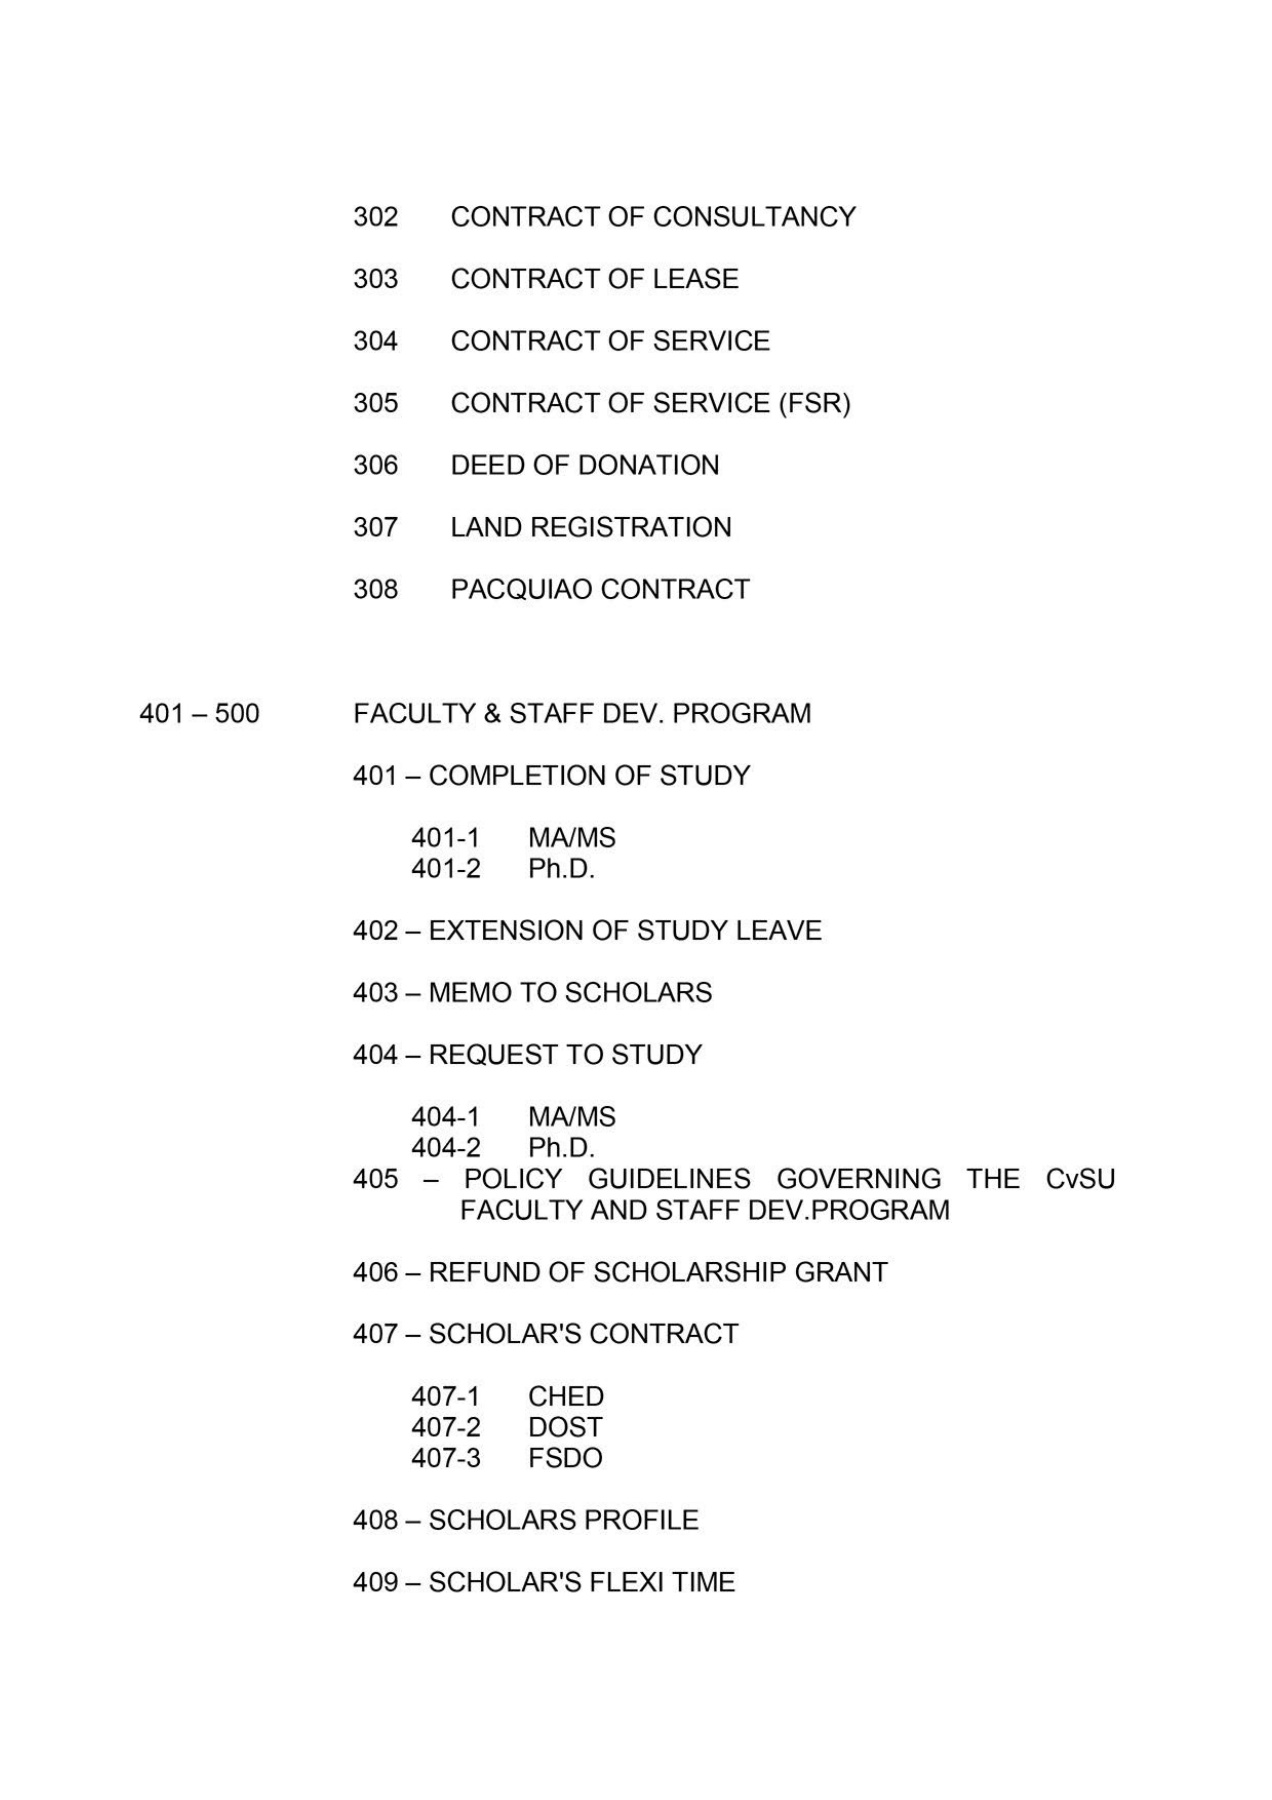 302 CONTRACT OF CONSULTANCY
303 CONTRACT OF LEASE
304 CONTRACT OF SERVICE
305 CONTRACT OF SERVICE (FSR)
306 DEED OF DONATION
307 LAND REGISTRATION
308 PACQUIAO CONTRACT
401 – 500 FACULTY & STAFF DEV. PROGRAM
401 – COMPLETION OF STUDY
401-1 MA/MS
401-2 Ph.D.
402 – EXTENSION OF STUDY LEAVE
403 – MEMO TO SCHOLARS
404 – REQUEST TO STUDY
404-1 MA/MS
404-2 Ph.D.
405 – POLICY GUIDELINES GOVERNING THE CvSU
FACULTY AND STAFF DEV.PROGRAM
406 – REFUND OF SCHOLARSHIP GRANT
407 – SCHOLAR'S CONTRACT
407-1 CHED
407-2 DOST
407-3 FSDO
408 – SCHOLARS PROFILE
409 – SCHOLAR'S FLEXI TIME